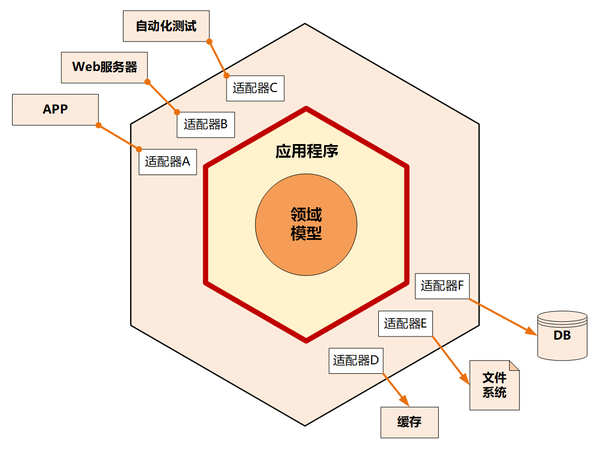 自动化测试
Web服务器
适配器C
APP
适配器B
应用程序
适配器A
领域
模型
适配器F
适配器E
DB
适配器D
文件
系统
缓存